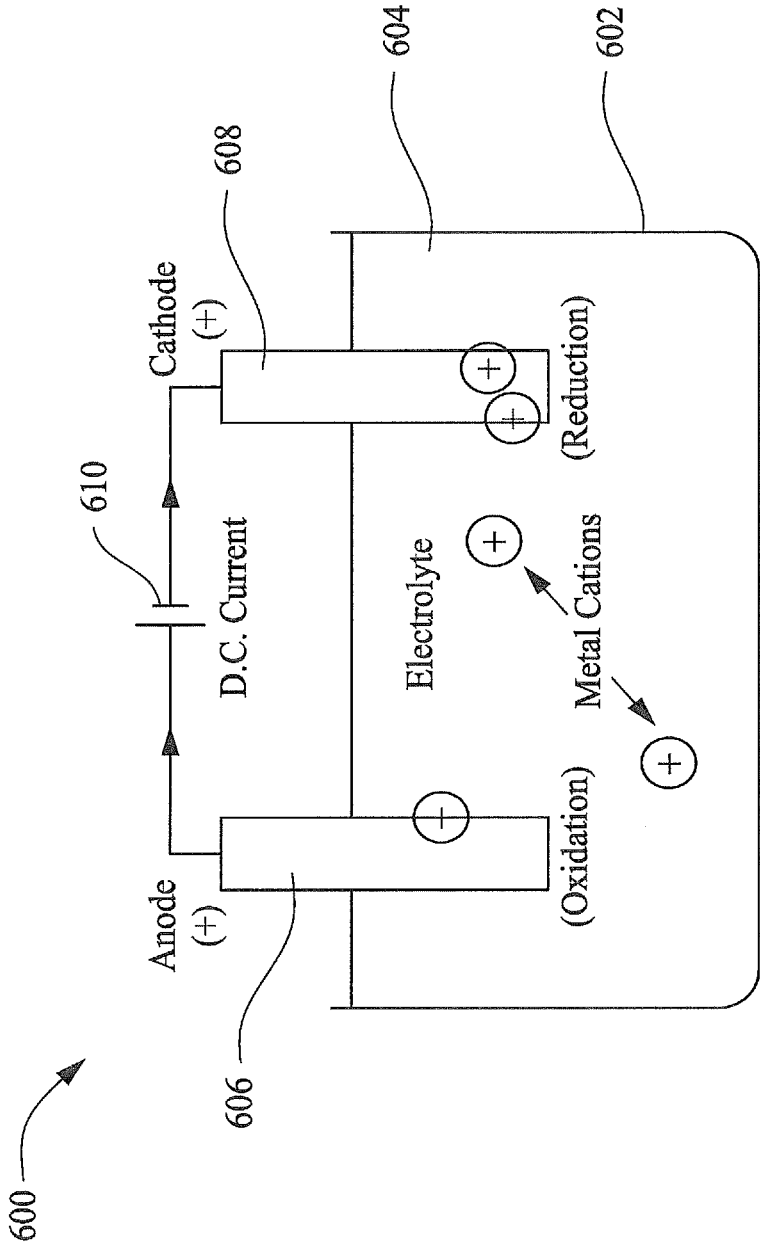 600
610
Anode
(+)
Cathode
(+)
D.C. Current
606
608
Electrolyte
604
+
+
+
+
+
(Oxidation)
Metal Cations
(Reduction)
602